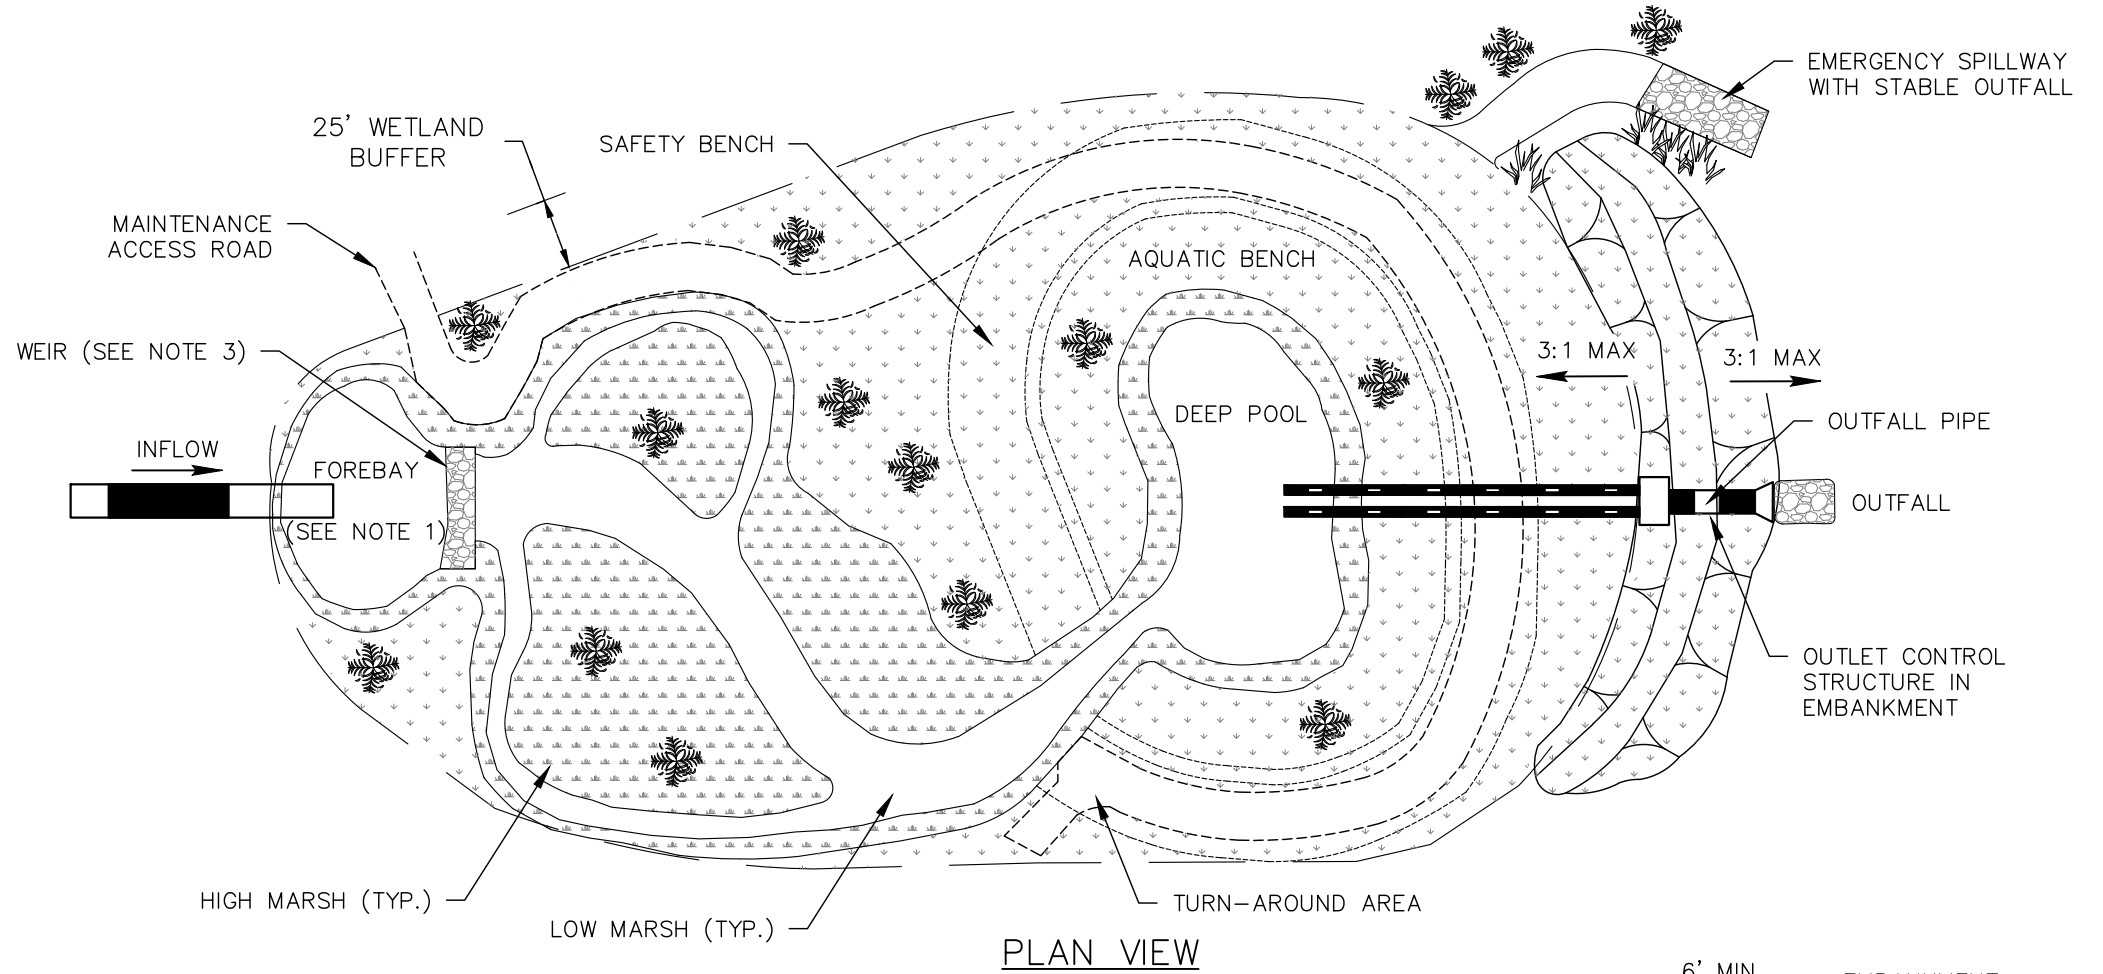 EMERGENCY SPILLWAY
WITH STABLE OUTFALL
25' WETLAND
BUFFER
SAFETY BENCH
MAINTENANCE
ACCESS ROAD
AQUATIC BENCH
WEIR (SEE NOTE 3)
3:1 MAX
3:1 MAX
DEEP POOL
OUTFALL PIPE
INFLOW
FOREBAY
(SEE NOTE 1)
OUTFALL
OUTLET CONTROL
STRUCTURE IN
EMBANKMENT
HIGH MARSH (TYP.)
TURN-AROUND AREA
LOW MARSH (TYP.)
PLAN VIEW
6' MIN